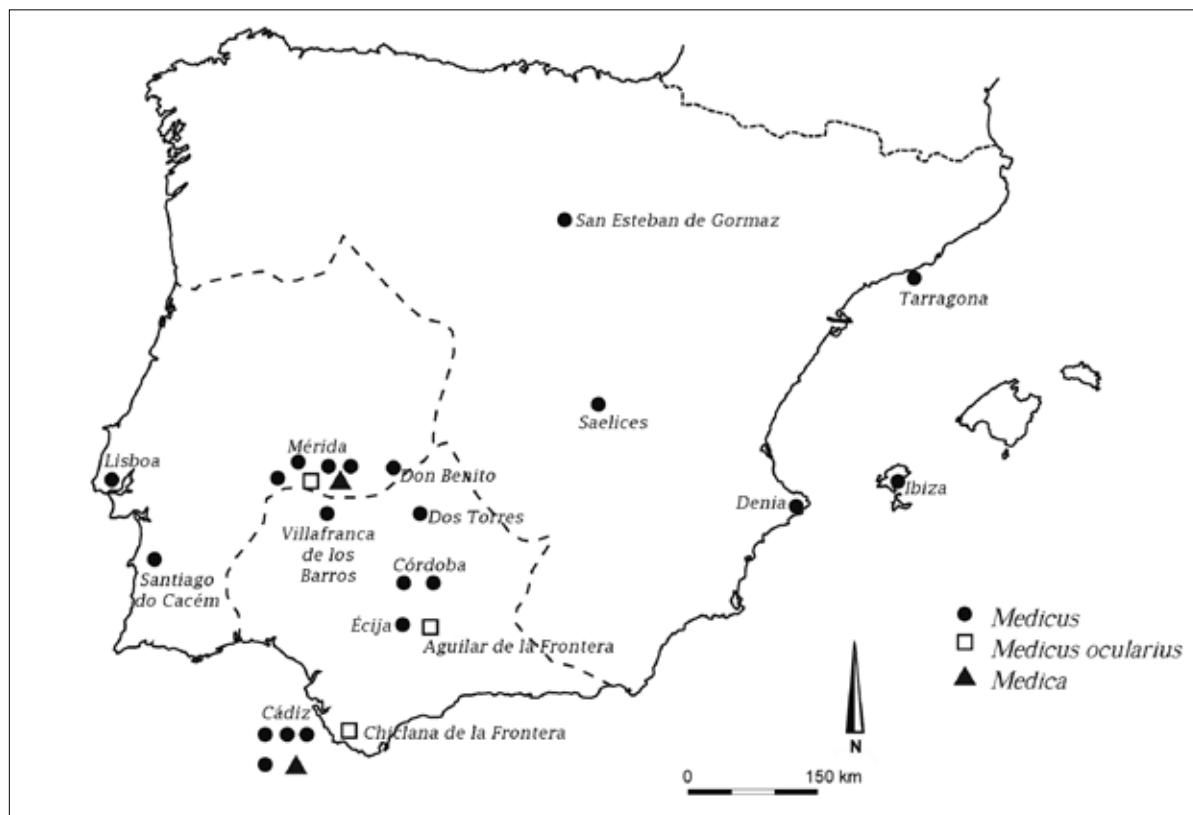 San Esteban de Gormaz
Tarragona
Saelices
Mérida
Lisboa
Don Benito
Ibiza
Denia
Dos Torres
Villafranca
de los
Barros
Córdoba
Santiago
do Cacém
Écija
Aguilar de la Frontera
Medicus
Medicus ocularius
Medica
Cádiz
Chiclana de la Frontera
N
0 150 km